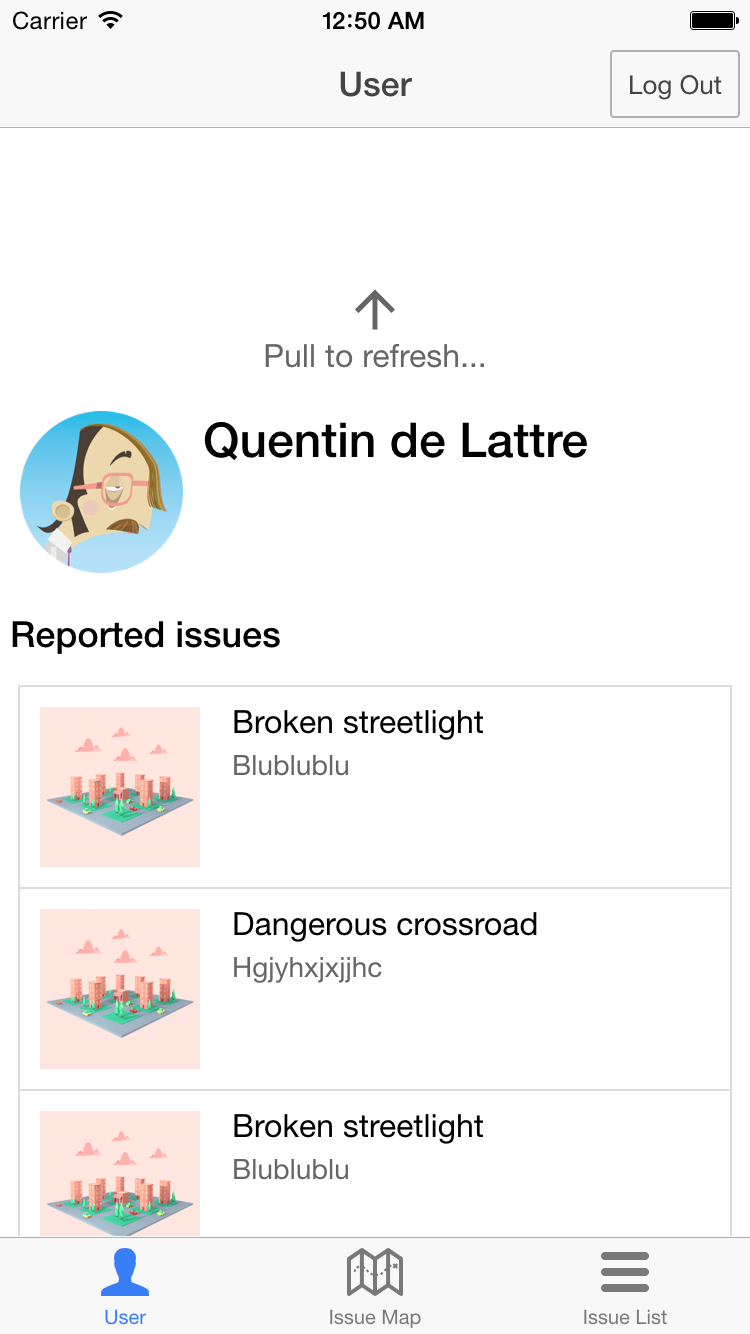 Carrier 12:50 AM
User Log Out
Pull to refresh...
Quentin de Lattre
Reported issues
Broken streetlight
Blublublu
Dangerous crossroad
Hgjyhxjxjjhc
Broken streetlight
Blublublu
User Issue Map Issue List